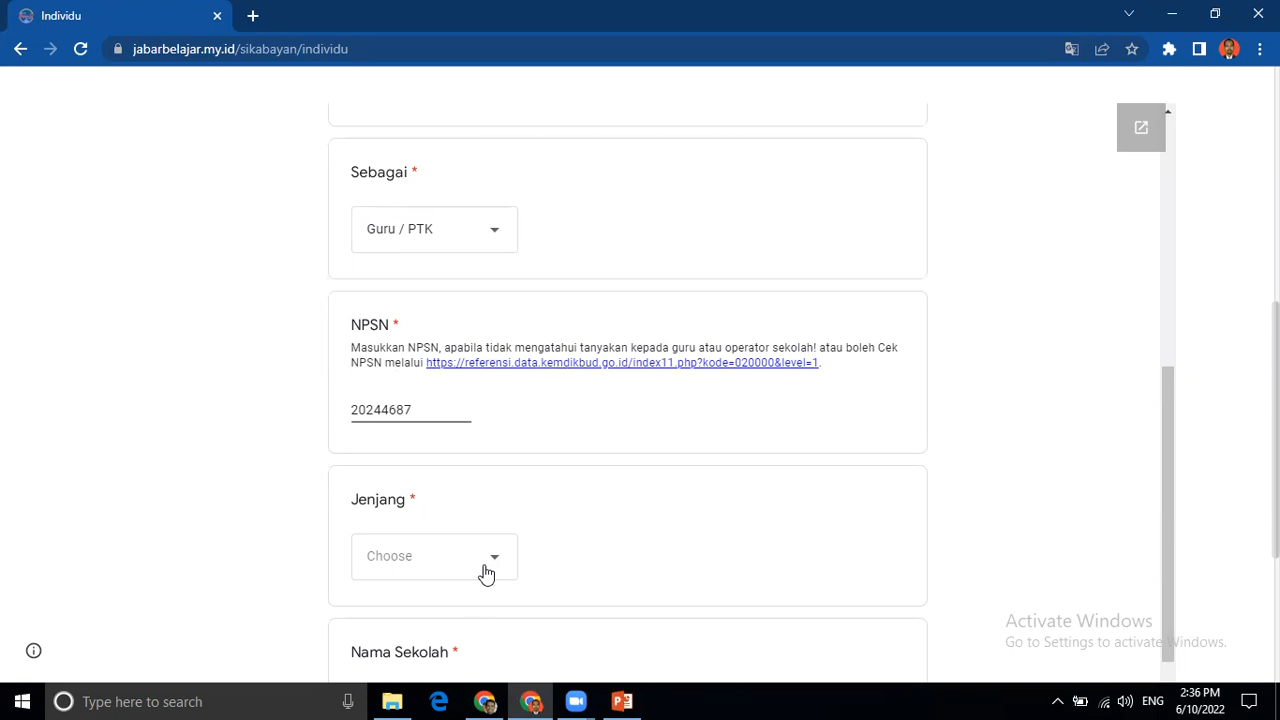 Individu
jabarbelajar.my.id/sikabayan/individu
Sebagai *
Guru / PTK
NPSN *
Masukkan NPSN, apabila tidak mengatahui tanyakan kepada guru atau operator sekolah! atau boleh Cek
NPSN melalui https://referensi.data.kemdikbud.go.id/index11.php?kode=020000&level=1.
20244687
Jenjang *
Choose
Nama Sekolah *
Activate Windows
Go to Settings to activate Windows.
Type here to search
ENG
2:36 PM
6/10/2022